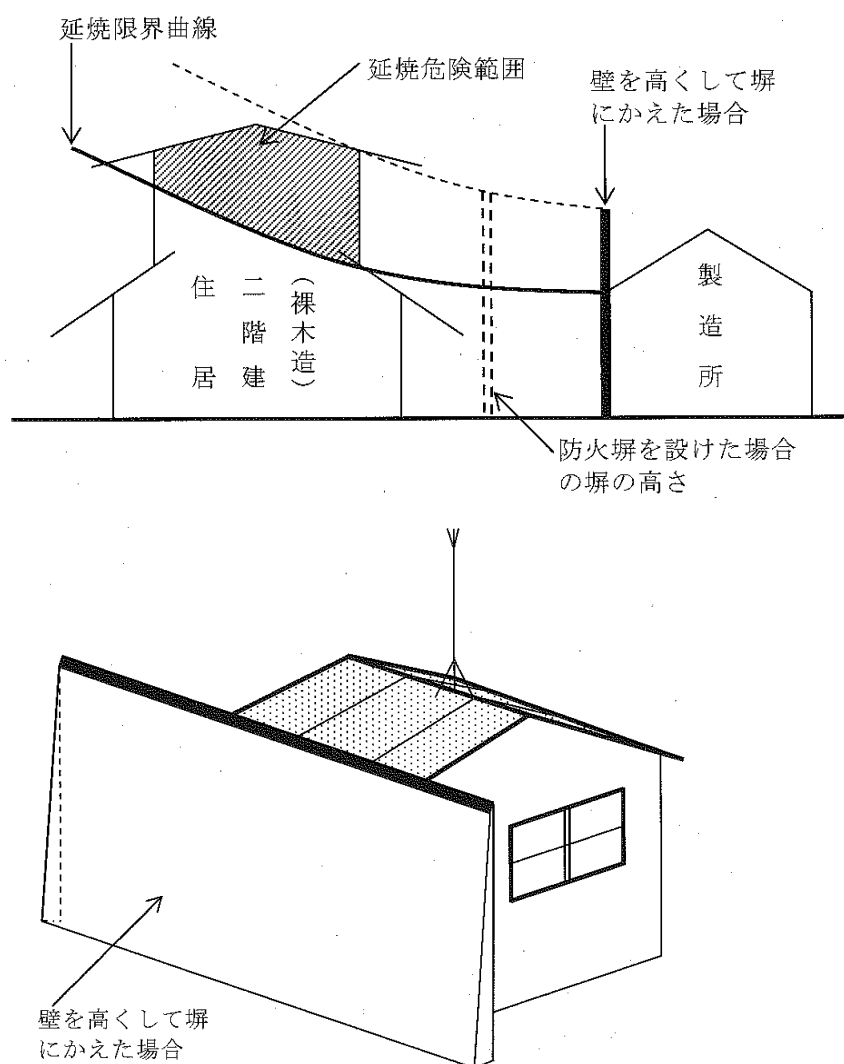 延焼限界曲線
延焼危険範囲
壁を高くして塀
にかえた場合
(裸木造)
二階建
住居
製造所
防火塀を設けた場合
の塀の高さ
壁を高くして塀
にかえた場合